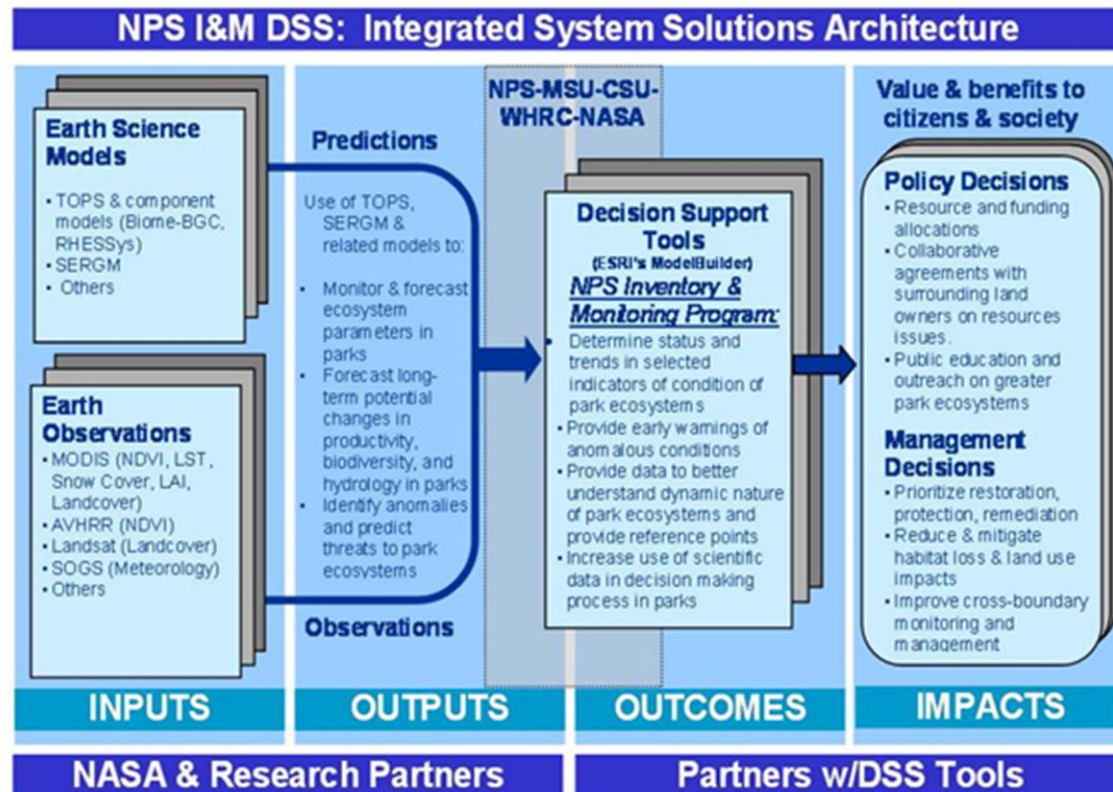 NPS I&M DSS: Integrated System Solutions Architecture
Earth Science
Models
• TOPS & component
models (Biome-BGC,
RHESSys)
• SERGM
• Others
Earth
Observations
• MODIS (NDVI, LST,
Snow Cover, LAI,
Landcover)
• AVHRR (NDVI)
• Landsat (Landcover)
• SOGS (Meteorology)
• Others
INPUTS
Predictions
Use of TOPS,
SERGM &
related models to:
• Monitor & forecast
ecosystem
parameters in
parks
• Forecast long-
term potential
changes in
productivity,
biodiversity, and
hydrology in parks
• Identify anomalies
and predict
threats to park
ecosystems
Observations
OUTPUTS
NPS-MSU-CSU-
WHRC-NASA
Decision Support
Tools
(ESRI's ModelBuilder)
NPS Inventory &
Monitoring Program:
• Determine status and
trends in selected
indicators of condition of
park ecosystems
• Provide early warnings of
anomalous conditions
• Provide data to better
understand dynamic nature
of park ecosystems and
provide reference points
• Increase use of scientific
data in decision making
process in parks
OUTCOMES
Value & benefits to
citizens & society
Policy Decisions
• Resource and funding
allocations
• Collaborative
agreements with
surrounding land
owners on resources
issues.
• Public education and
outreach on greater
park ecosystems
Management
Decisions
• Prioritize restoration,
protection, remediation
• Reduce & mitigate
habitat loss & land use
impacts
• Improve cross-boundary
monitoring and
management
IMPACTS
NASA & Research Partners
Partners w/DSS Tools